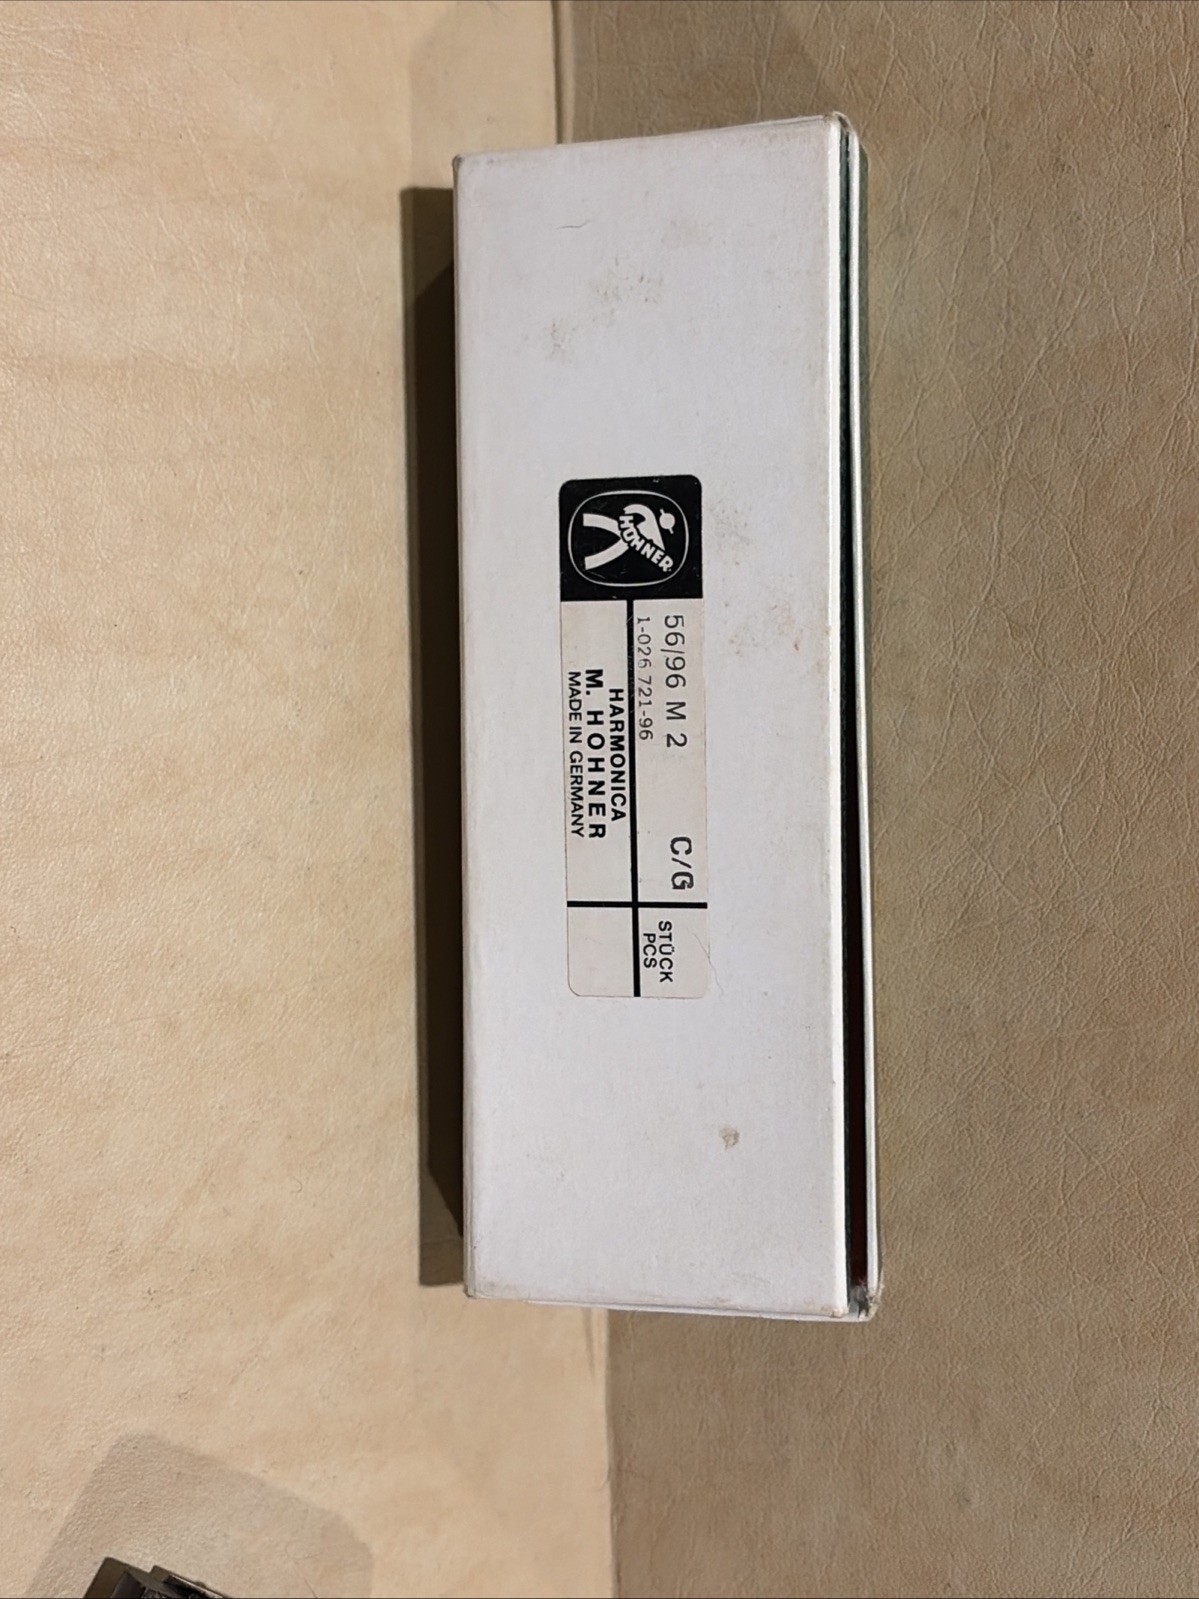 HOHNER
56/96 M 2 C/G
1-026 721-96
STÜCK
PCS
HARMONICA
M. HOHNER
MADE IN GERMANY